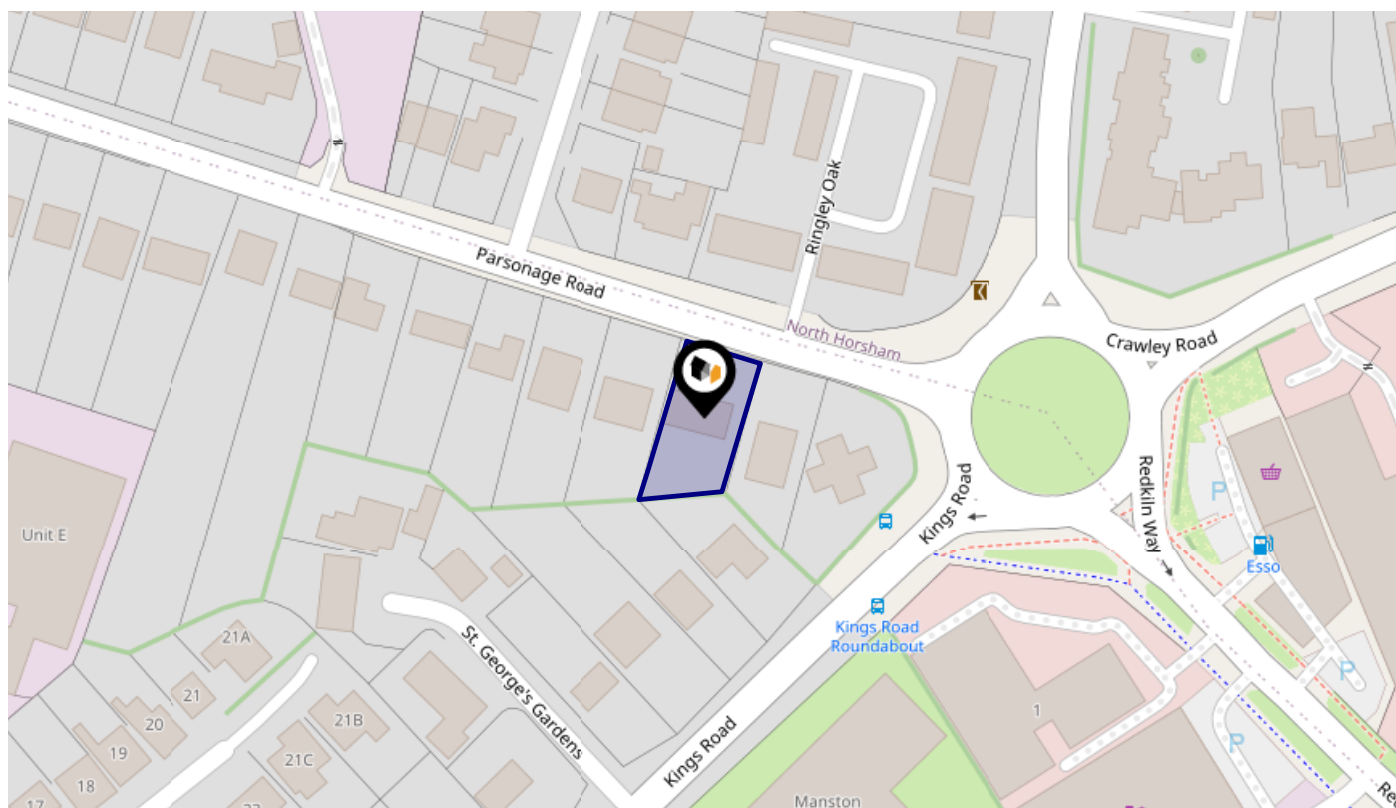 Parsonage Road
Ringley Oak
North Horsham
Crawley Road
Kings Road
Redkiln Way
P
Unit E
Esso
21A
Kings Road
Roundabout
St. George's Gardens
P
21
20
21B
1
19
21C
P
18
Kings Road
17
Manston